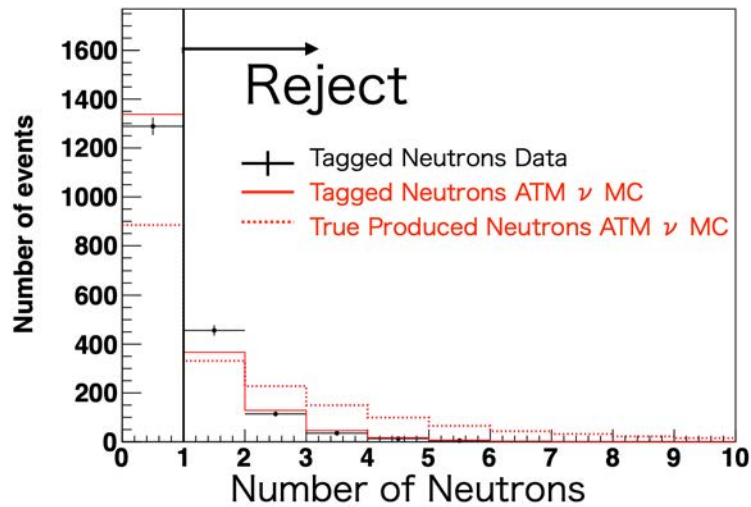 1600
1400
1200
1000
800
600
400
200
0
Number of events
Reject
Tagged Neutrons Data
Tagged Neutrons ATM ν MC
True Produced Neutrons ATM ν MC
0 1 2 3 4 5 6 7 8 9 10
Number of Neutrons